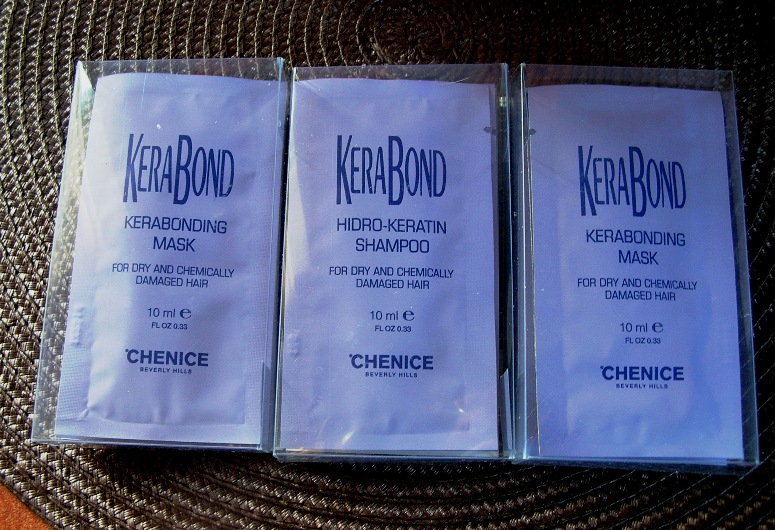 KERABOND
KERABONDING
MASK
FOR DRY AND CHEMICALLY
DAMAGED HAIR
10 ml e
FL OZ 0.33
CHENICE
BEVERLY HILLS
KERABOND
HIDRO-KERATIN
SHAMPOO
FOR DRY AND CHEMICALLY
DAMAGED HAIR
10 ml e
FL OZ 0.33
CHENICE
BEVERLY HILLS
KERABOND
KERABONDING
MASK
FOR DRY AND CHEMICALLY
DAMAGED HAIR
10 ml e
FL OZ 0.33
CHENICE
BEVERLY HILLS